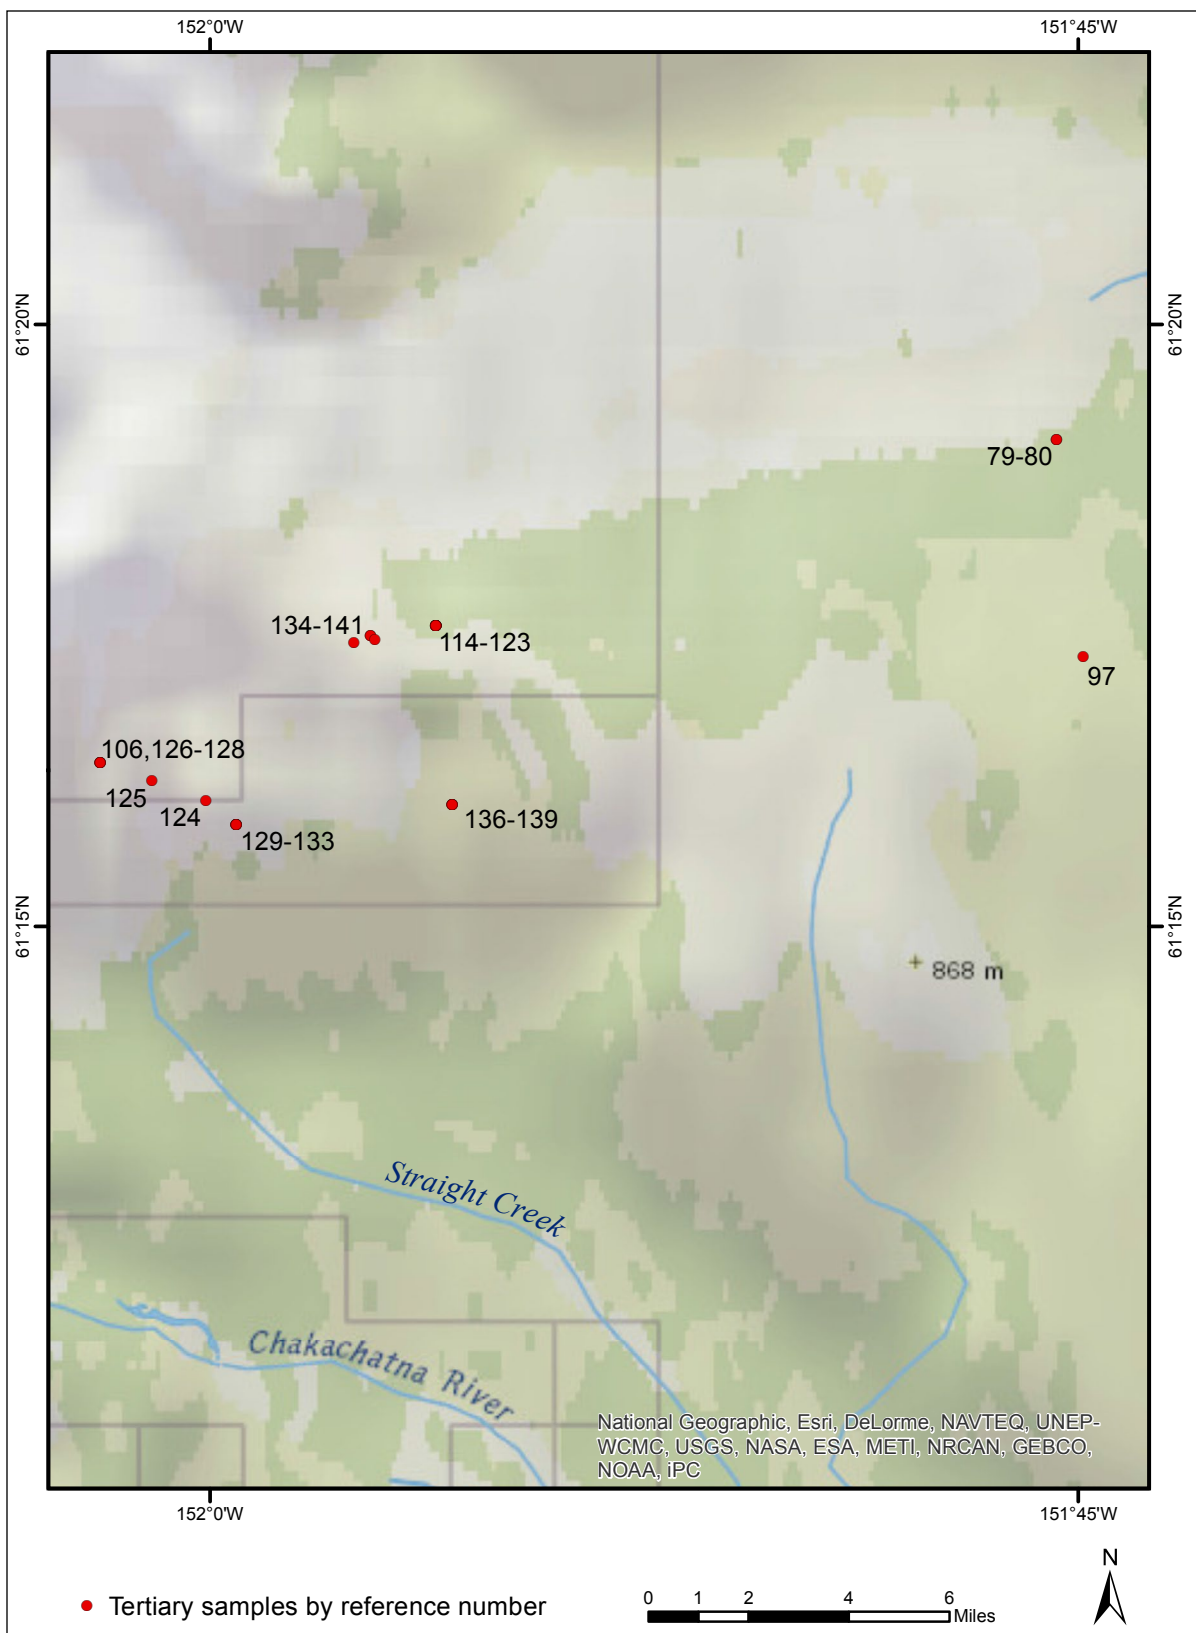 152°0'W 151°45'W
61°20'N 61°20'N
79-80
134-141
114-123
97
106,126-128
125
124
136-139
129-133
61°15'N 61°15'N
868 m
Straight Creek
Chakachatna River
National Geographic, Esri, DeLorme, NAVTEQ, UNEP-
WCMC, USGS, NASA, ESA, METI, NRCAN, GEBCO,
NOAA, iPC
152°0'W 151°45'W
N
0 1 2 4 6
Miles
Tertiary samples by reference number